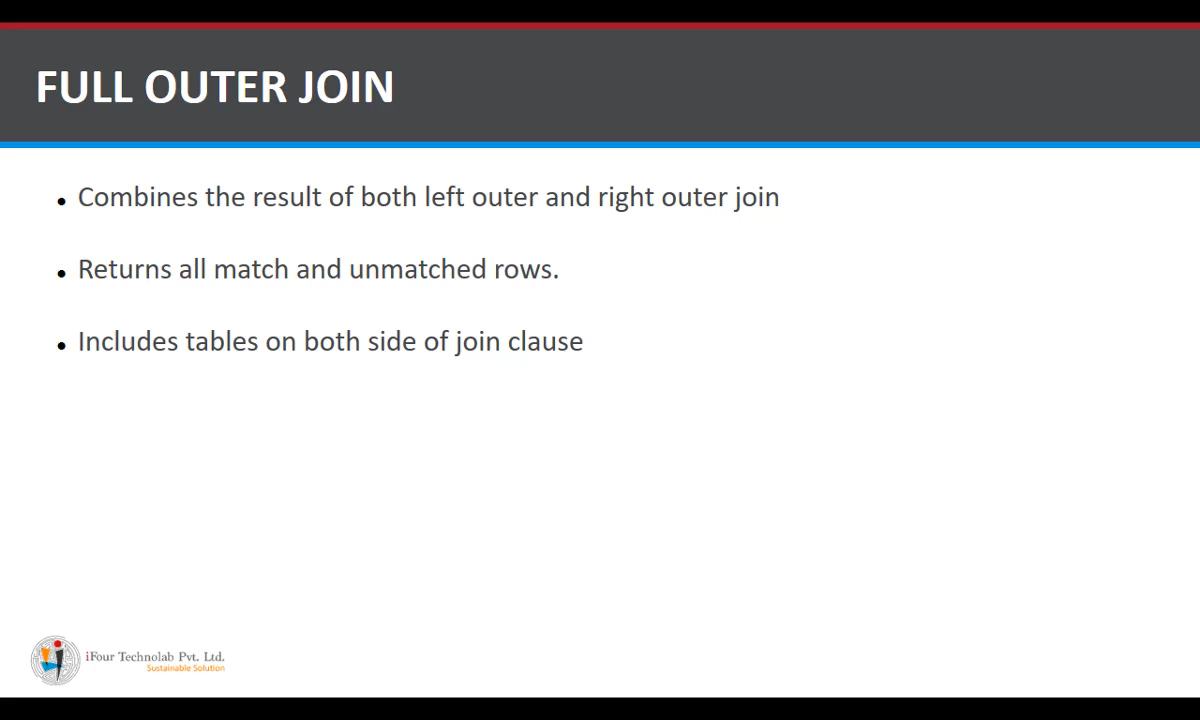 FULL OUTER JOIN
• Combines the result of both left outer and right outer join
• Returns all match and unmatched rows.
• Includes tables on both side of join clause
iFour Technolab Pvt. Ltd.
Sustainable Solution